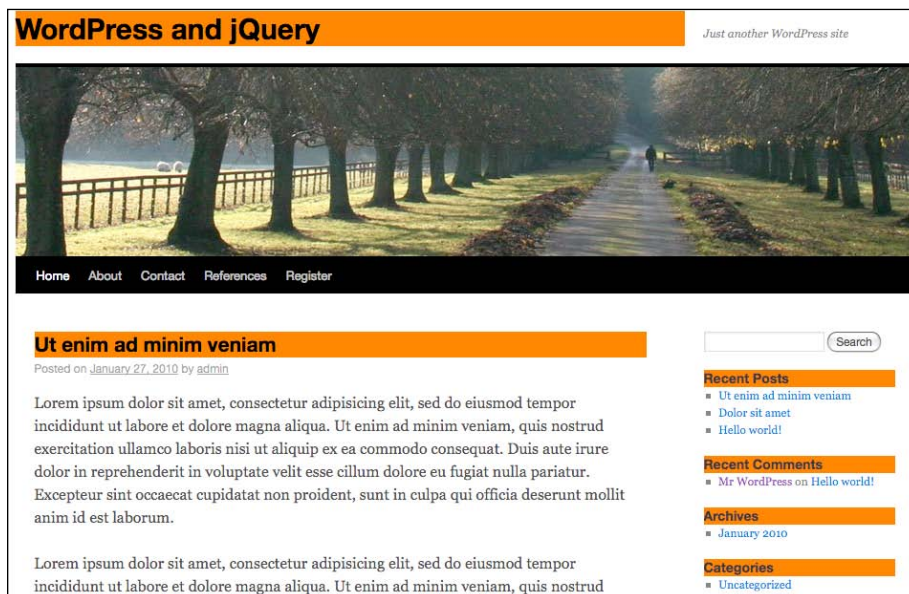 WordPress and jQuery
Just another WordPress site
Home About Contact References Register
Ut enim ad minim veniam
Posted on January 27, 2010 by admin
Lorem ipsum dolor sit amet, consectetur adipisicing elit, sed do eiusmod tempor
incididunt ut labore et dolore magna aliqua. Ut enim ad minim veniam, quis nostrud
exercitation ullamco laboris nisi ut aliquip ex ea commodo consequat. Duis aute irure
dolor in reprehenderit in voluptate velit esse cillum dolore eu fugiat nulla pariatur.
Excepteur sint occaecat cupidatat non proident, sunt in culpa qui officia deserunt mollit
anim id est laborum.
Lorem ipsum dolor sit amet, consectetur adipisicing elit, sed do eiusmod tempor
incididunt ut labore et dolore magna aliqua. Ut enim ad minim veniam, quis nostrud
Search
Recent Posts
Ut enim ad minim veniam
Dolor sit amet
Hello world!
Recent Comments
Mr WordPress on Hello world!
Archives
January 2010
Categories
Uncategorized